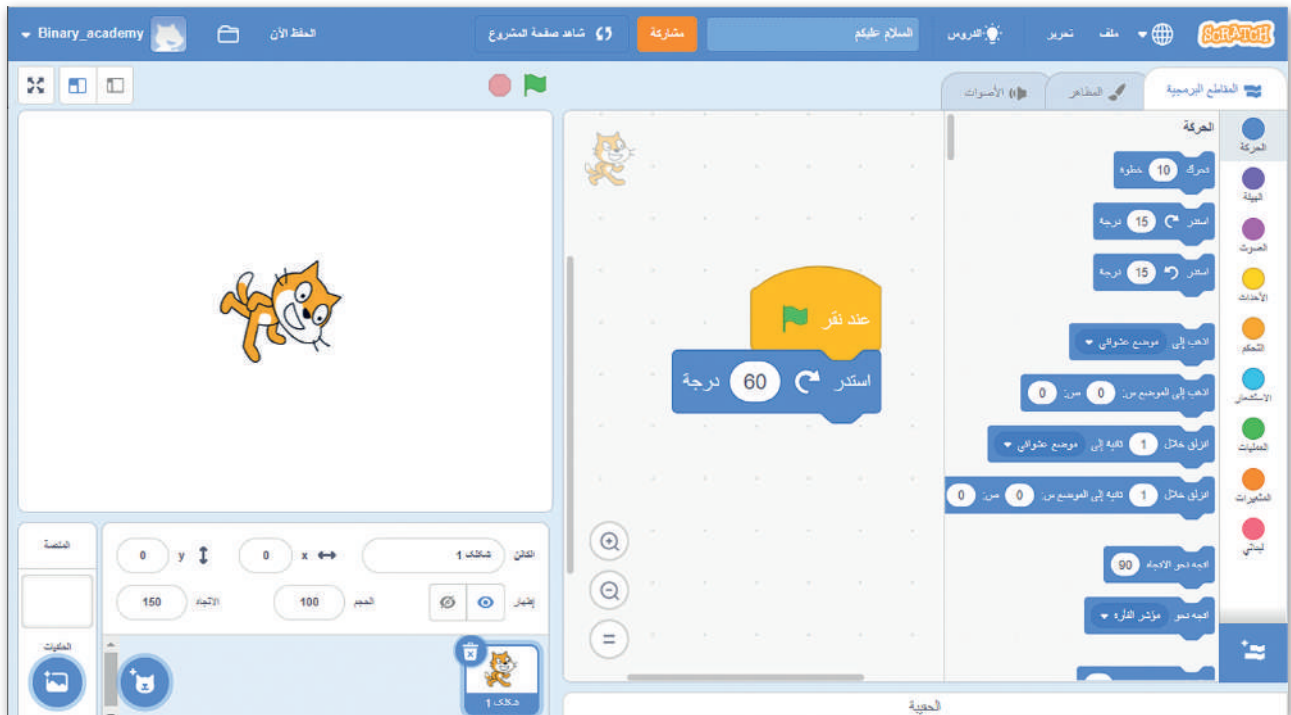 SCRATCH
ملف
تحرير
الدروس
السلام عليكم
مشاركة
شاهد صفحة المشروع
الحفظ الآن
Binary_academy
المقاطع البرمجية
المظاهر
الأصوات
الحركة
الهيئة
الصوت
الأحداث
التحكم
الاستشعار
العمليات
المتغيرات
لبناتي
الحركة
تحرك 10 خطوة
استدر 15 درجة
استدر 15 درجة
اذهب إلى موضع عشوائي
اذهب إلى الموضع س: 0 ص: 0
انزلق خلال 1 ثانية إلى موضع عشوائي
انزلق خلال 1 ثانية إلى الموضع س: 0 ص: 0
اتجه نحو الاتجاه 90
اتجه نحو مؤشر الفأرة
عند نقر
استدر 60 درجة
الحقيبة
الكائن شكلك 1
x 0
y 0
إظهار
الحجم 100
الاتجاه 150
شكلك 1
المنصة
الخلفيات